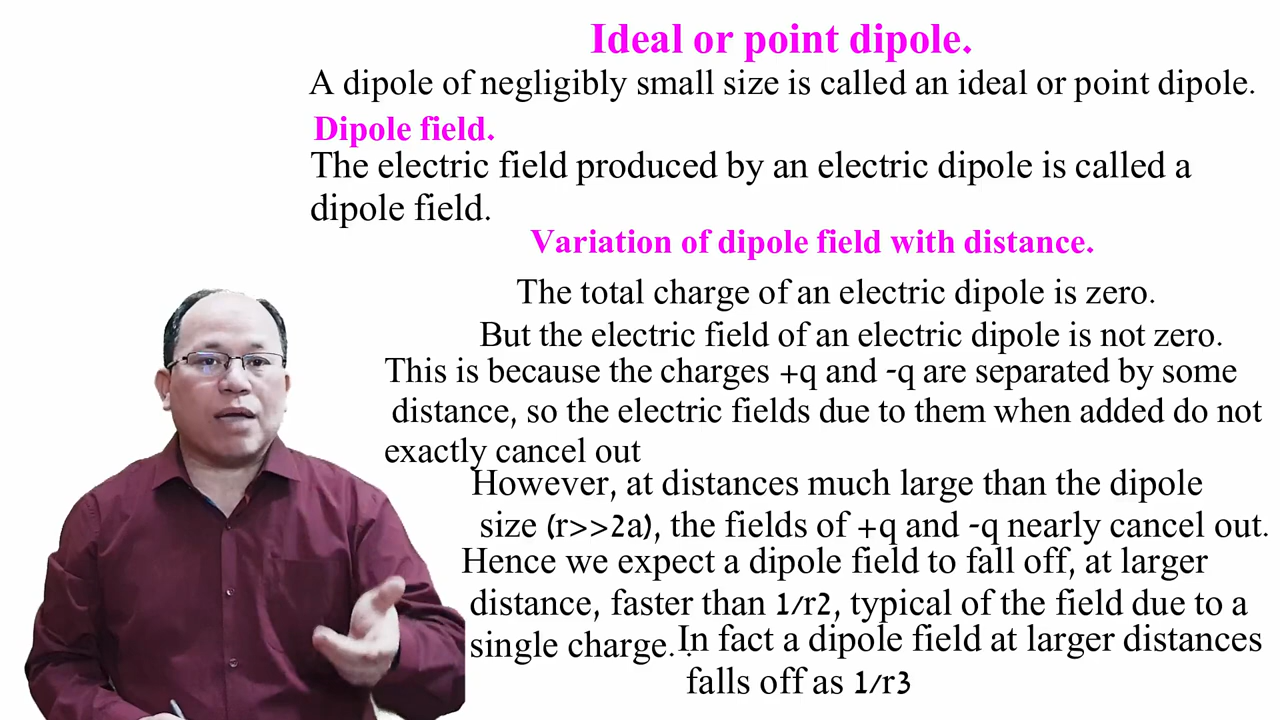 Ideal or point dipole.
A dipole of negligibly small size is called an ideal or point dipole.
Dipole field.
The electric field produced by an electric dipole is called a
dipole field.
Variation of dipole field with distance.
The total charge of an electric dipole is zero.
But the electric field of an electric dipole is not zero.
This is because the charges +q and -q are separated by some
distance, so the electric fields due to them when added do not
exactly cancel out
However, at distances much large than the dipole
size (r>>2a), the fields of +q and -q nearly cancel out.
Hence we expect a dipole field to fall off, at larger
distance, faster than 1/r2, typical of the field due to a
single charge. .
In fact a dipole field at larger distances
falls off as 1/r3